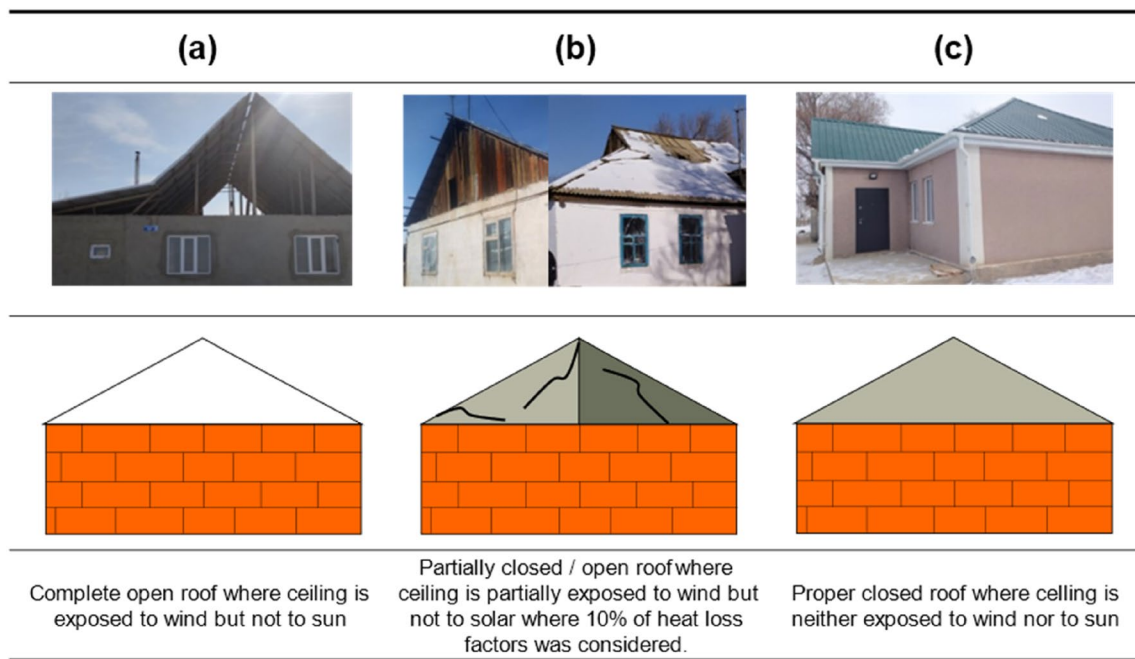 (a)
(b)
(c)
Complete open roof where ceiling is
exposed to wind but not to sun
Partially closed / open roof where
ceiling is partially exposed to wind but
not to solar where 10% of heat loss
factors was considered.
Proper closed roof where celling is
neither exposed to wind nor to sun